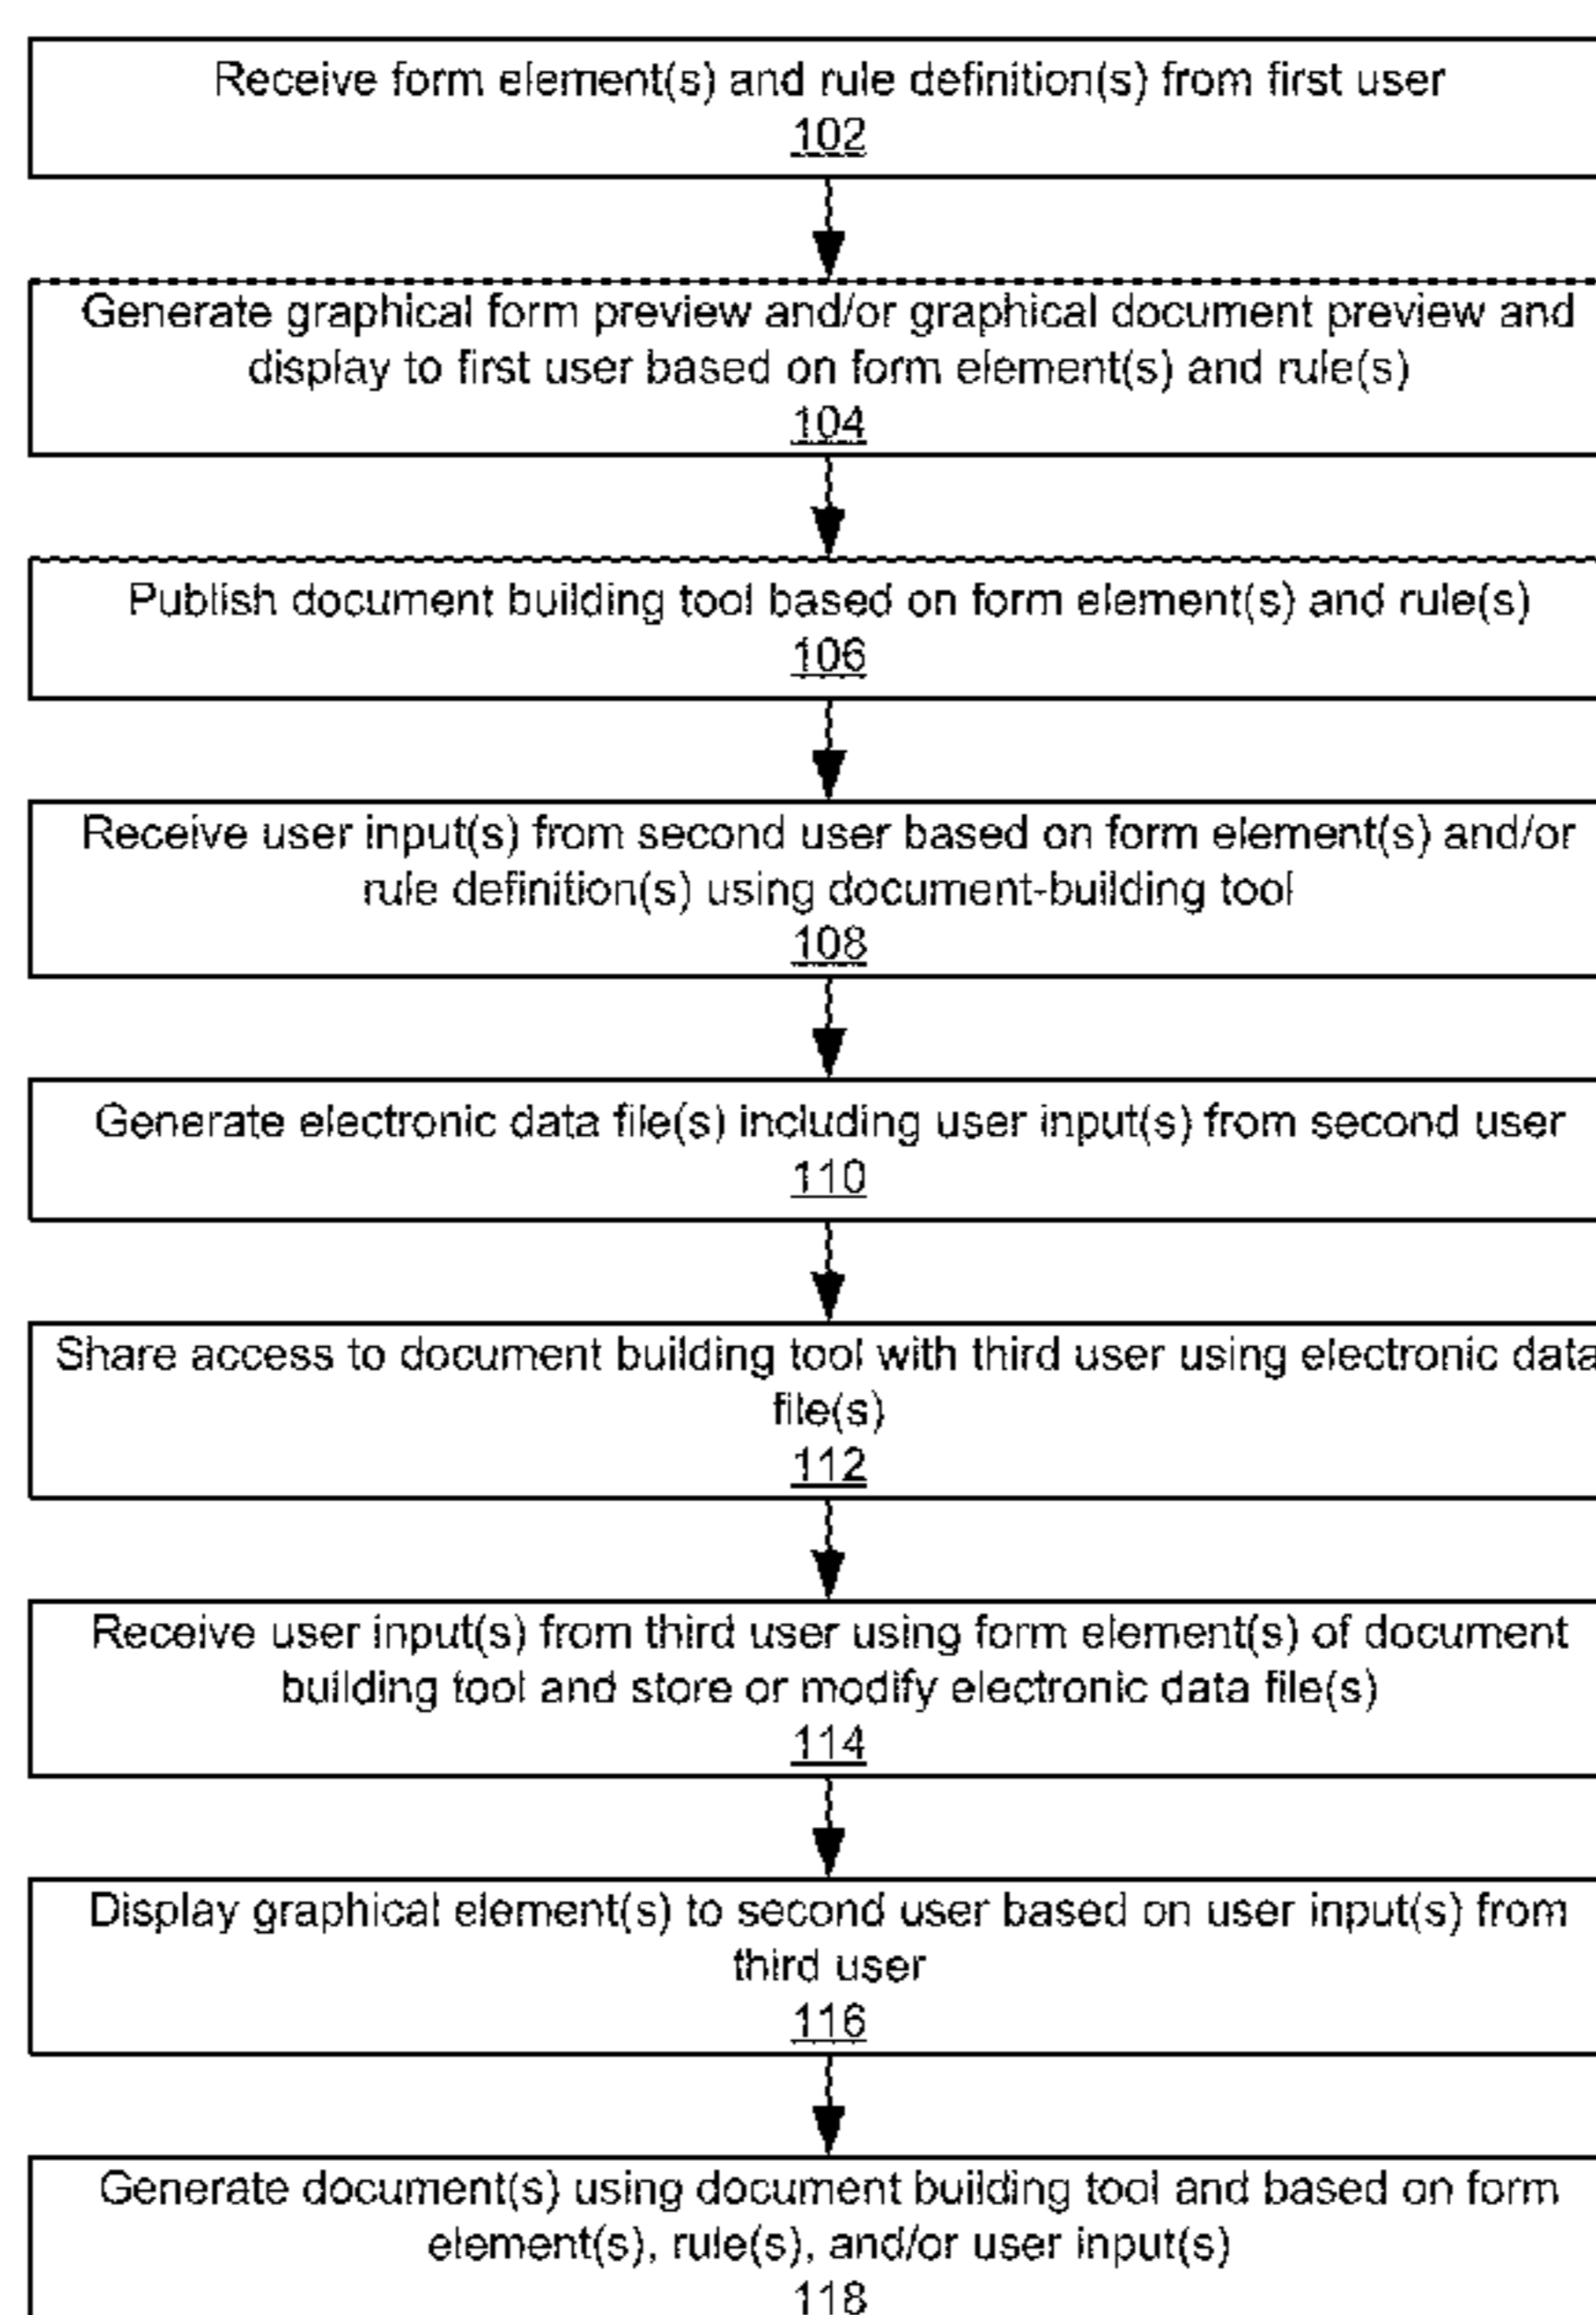 Receive form element(s) and rule definition(s) from first user
102
Generate graphical form preview and/or graphical document preview and
display to first user based on form element(s) and rule(s)
104
Publish document building tool based on form element(s) and rule(s)
106
Receive user input(s) from second user based on form element(s) and/or
rule definition(s) using document-building tool
108
Generate electronic data file(s) including user input(s) from second user
110
Share access to document building tool with third user using electronic data
file(s)
112
Receive user input(s) from third user using form element(s) of document
building tool and store or modify electronic data file(s)
114
Display graphical element(s) to second user based on user input(s) from
third user
116
Generate document(s) using document building tool and based on form
element(s), rule(s), and/or user input(s)
118